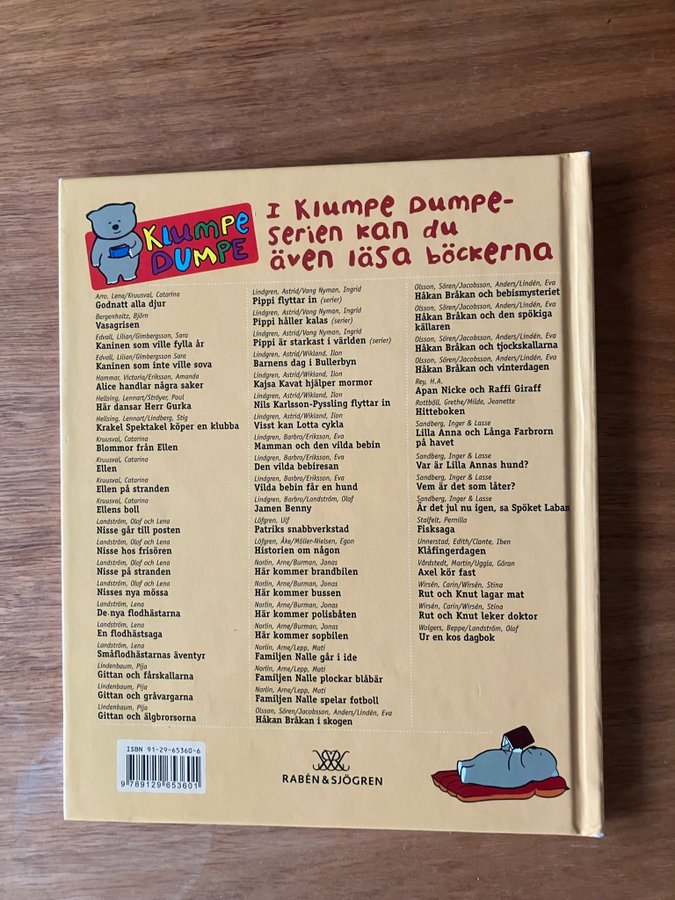 KLUMPE
DUMPE
I Klumpe Dumpe-
serien kan du
även läsa böckerna
Arro, Lena/Kruusval, Catarina
Godnatt alla djur
Bergenholtz, Björn
Vasagrisen
Edvall, Lilian/Gimbergsson, Sara
Kaninen som ville fylla år
Edvall, Lilian/Gimbergsson Sara
Kaninen som inte ville sova
Hammar, Victoria/Eriksson, Amanda
Alice handlar några saker
Hellsing, Lennart/Ströyer, Poul
Här dansar Herr Gurka
Hellsing, Lennart/Lindberg, Stig
Krakel Spektakel köper en klubba
Kruusval, Catarina
Blommor från Ellen
Kruusval, Catarina
Ellen
Kruusval, Catarina
Ellen på stranden
Kruusval, Catarina
Ellens boll
Landström, Olof och Lena
Nisse går till posten
Landström, Olof och Lena
Nisse hos frisören
Landström, Olof och Lena
Nisse på stranden
Landström, Olof och Lena
Nisses nya mössa
Landström, Lena
De nya flodhästarna
Landström, Lena
En flodhästsaga
Landström, Lena
Småflodhästarnas äventyr
Lindenbaum, Pija
Gittan och fårskallarna
Lindenbaum, Pija
Gittan och gråvargarna
Lindenbaum, Pija
Gittan och älgbrorsorna
Lindgren, Astrid/Vang Nyman, Ingrid
Pippi flyttar in (serier)
Lindgren, Astrid/Vang Nyman, Ingrid
Pippi håller kalas (serier)
Lindgren, Astrid/Vang Nyman, Ingrid
Pippi är starkast i världen (serier)
Lindgren, Astrid/Wikland, Ilon
Barnens dag i Bullerbyn
Lindgren, Astrid/Wikland, Ilon
Kajsa Kavat hjälper mormor
Lindgren, Astrid/Wikland, Ilon
Nils Karlsson-Pyssling flyttar in
Lindgren, Astrid/Wikland, Ilon
Visst kan Lotta cykla
Lindgren, Barbro/Eriksson, Eva
Mamman och den vilda bebin
Lindgren, Barbro/Eriksson, Eva
Den vilda bebiresan
Lindgren, Barbro/Eriksson, Eva
Vilda bebin får en hund
Lindgren, Barbro/Landström, Olof
Jamen Benny
Löfgren, Ulf
Patriks snabbverkstad
Löfgren, Åke/Möller-Nielsen, Egon
Historien om någon
Norlin, Arne/Burman, Jonas
Här kommer brandbilen
Norlin, Arne/Burman, Jonas
Här kommer bussen
Norlin, Arne/Burman, Jonas
Här kommer polisbåten
Norlin, Arne/Burman, Jonas
Här kommer sopbilen
Norlin, Arne/Lepp, Mati
Familjen Nalle går i ide
Norlin, Arne/Lepp, Mati
Familjen Nalle plockar blåbär
Norlin, Arne/Lepp, Mati
Familjen Nalle spelar fotboll
Olsson, Sören/Jacobsson, Anders/Lindén, Eva
Håkan Bråkan i skogen
Olsson, Sören/Jacobsson, Anders/Lindén, Eva
Håkan Bråkan och bebismysteriet
Olsson, Sören/Jacobsson, Anders/Lindén, Eva
Håkan Bråkan och den spökiga
källaren
Olsson, Sören/Jacobsson, Anders/Lindén, Eva
Håkan Bråkan och tjockskallarna
Olsson, Sören/Jacobsson, Anders/Lindén, Eva
Håkan Bråkan och vinterdagen
Rey, H.A.
Apan Nicke och Raffi Giraff
Rottböll, Grethe/Milde, Jeanette
Hitteboken
Sandberg, Inger & Lasse
Lilla Anna och Långa Farbrorn
på havet
Sandberg, Inger & Lasse
Var är Lilla Annas hund?
Sandberg, Inger & Lasse
Vem är det som låter?
Sandberg, Inger & Lasse
Är det jul nu igen, sa Spöket Laban
Stalfelt, Pernilla
Fisksaga
Unnerstad, Edith/Clante, Iben
Klåfingerdagen
Vårdstedt, Martin/Uggla, Göran
Axel kör fast
Wirsén, Carin/Wirsén, Stina
Rut och Knut lagar mat
Wirsén, Carin/Wirsén, Stina
Rut och Knut leker doktor
Wolgers, Beppe/Landström, Olof
Ur en kos dagbok
ISBN 91-29-65360-6
9 789129 653601
RABÉN & SJÖGREN